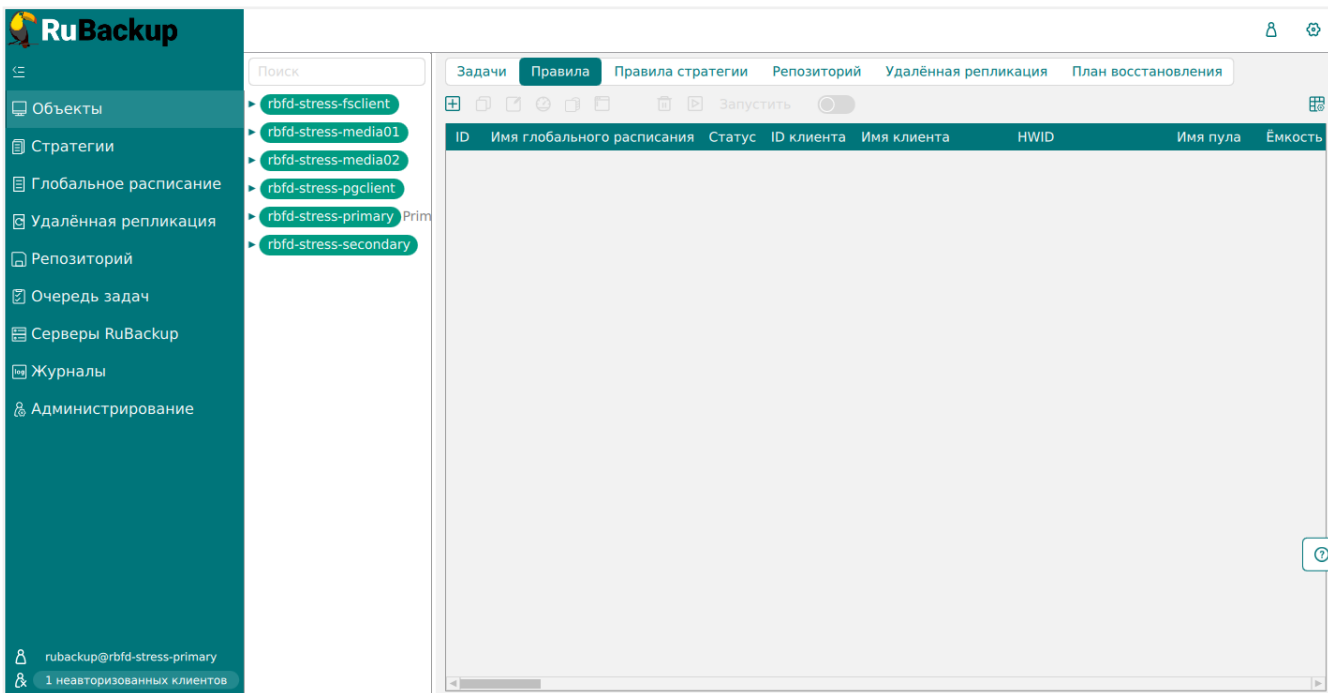 RuBackup
Объекты
Стратегии
Глобальное расписание
Удалённая репликация
Репозиторий
Очередь задач
Серверы RuBackup
Журналы
Администрирование
rubackup@rbfd-stress-primary
1 неавторизованных клиентов
Поиск
rbfd-stress-fsclient
rbfd-stress-media01
rbfd-stress-media02
rbfd-stress-pgclient
rbfd-stress-primary Prim
rbfd-stress-secondary
Задачи Правила Правила стратегии Репозиторий Удалённая репликация План восстановления
Запустить
ID Имя глобального расписания Статус ID клиента Имя клиента HWID Имя пула Ёмкость